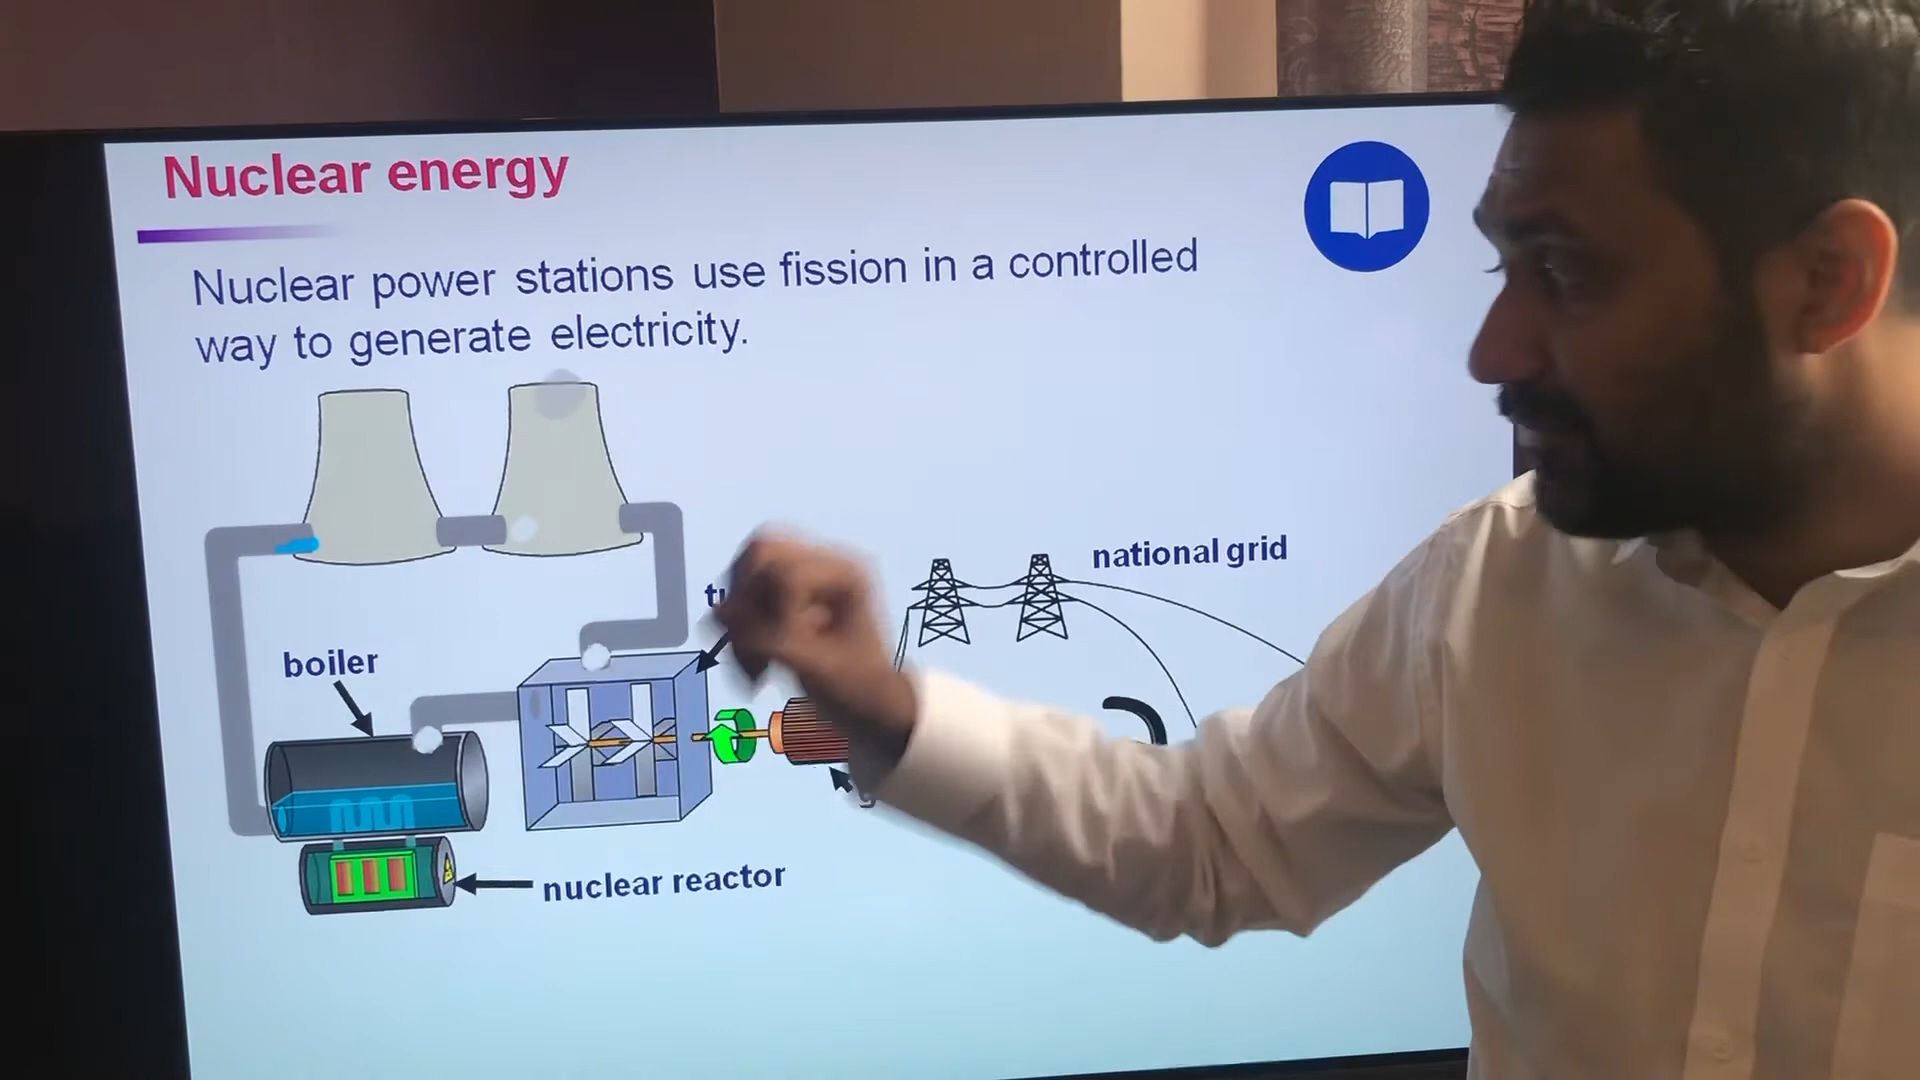 Nuclear energy
Nuclear power stations use fission in a controlled
way to generate electricity.
national grid
boiler
nuclear reactor